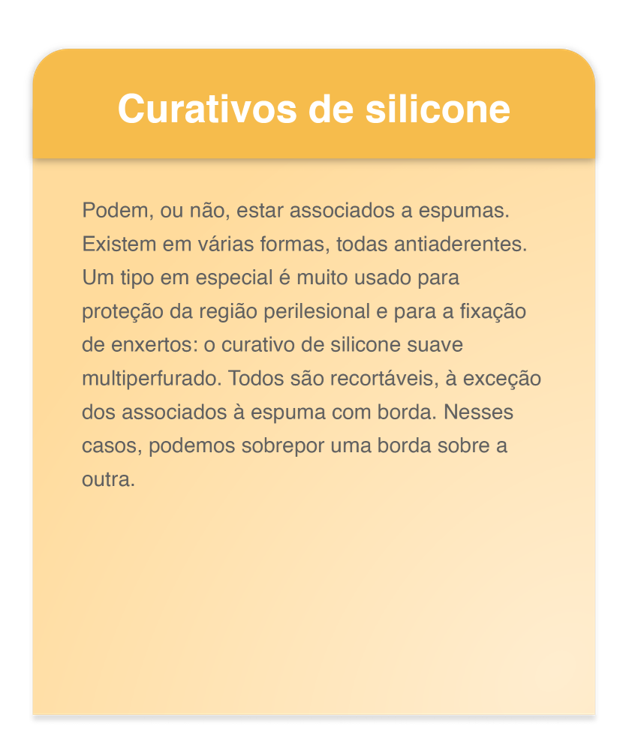 Curativos de silicone
Podem, ou não, estar associados a espumas.
Existem em várias formas, todas antiaderentes.
Um tipo em especial é muito usado para
proteção da região perilesional e para a fixação
de enxertos: o curativo de silicone suave
multiperfurado. Todos são recortáveis, à exceção
dos associados à espuma com borda. Nesses
casos, podemos sobrepor uma borda sobre a
outra.